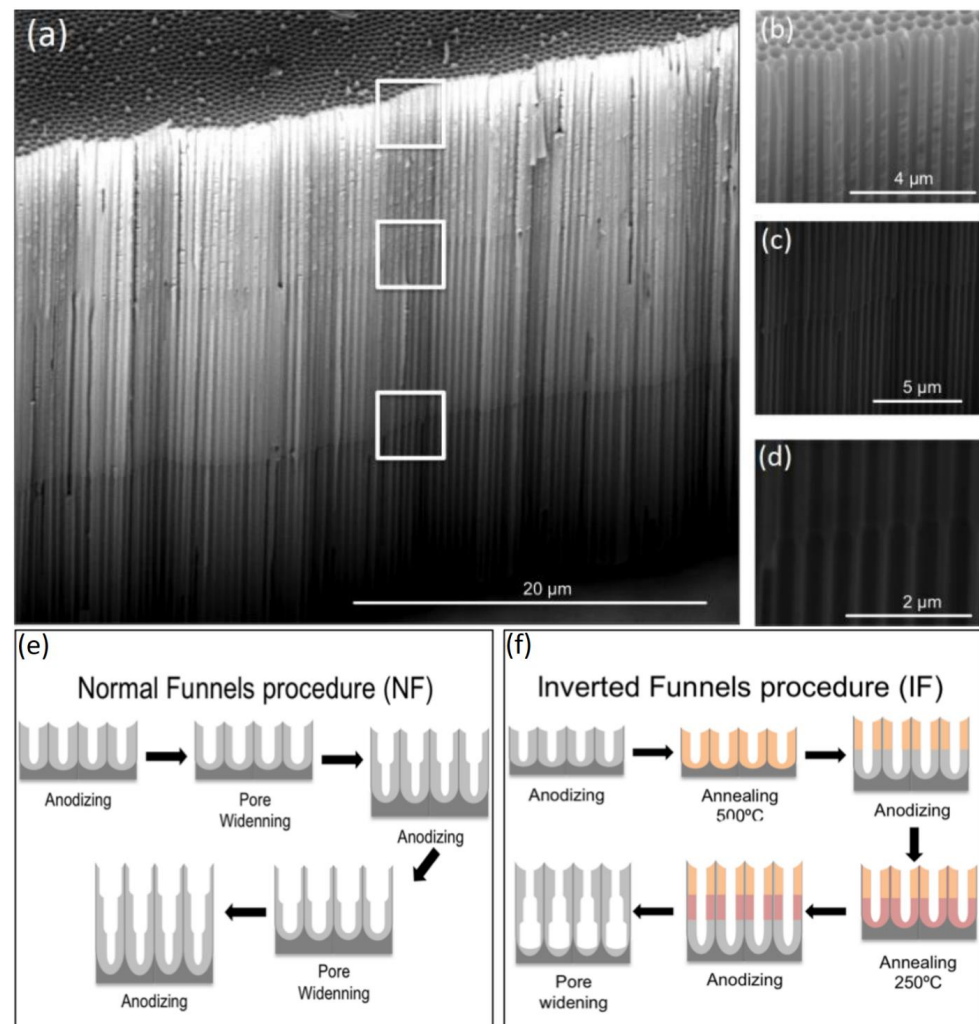 (a)
20 µm
(b)
4 µm
(c)
5 µm
(d)
2 µm
(e)
Normal Funnels procedure (NF)
Anodizing
Pore
Widenning
Anodizing
Pore
Widenning
Anodizing
(f)
Inverted Funnels procedure (IF)
Anodizing
Annealing
500ºC
Anodizing
Annealing
250ºC
Anodizing
Pore
widening